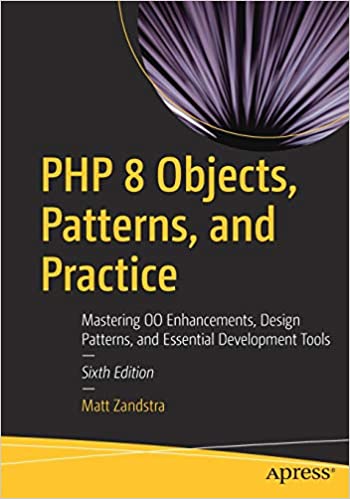 PHP 8 Objects,
Patterns, and
Practice
Mastering OO Enhancements, Design
Patterns, and Essential Development Tools
—
Sixth Edition
—
Matt Zandstra
Apress®